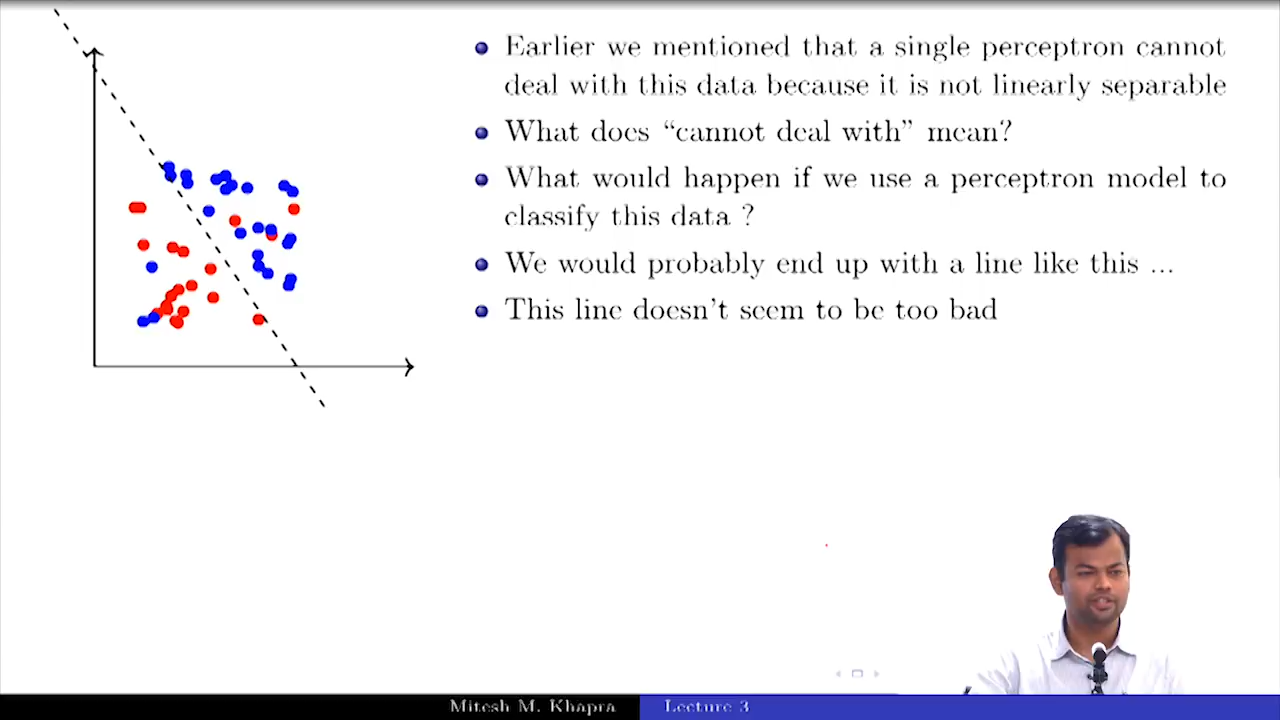 Earlier we mentioned that a single perceptron cannot
deal with this data because it is not linearly separable
What does “cannot deal with” mean?
What would happen if we use a perceptron model to
classify this data ?
We would probably end up with a line like this ...
This line doesn’t seem to be too bad
Mitesh M. Khapra
Lecture 3